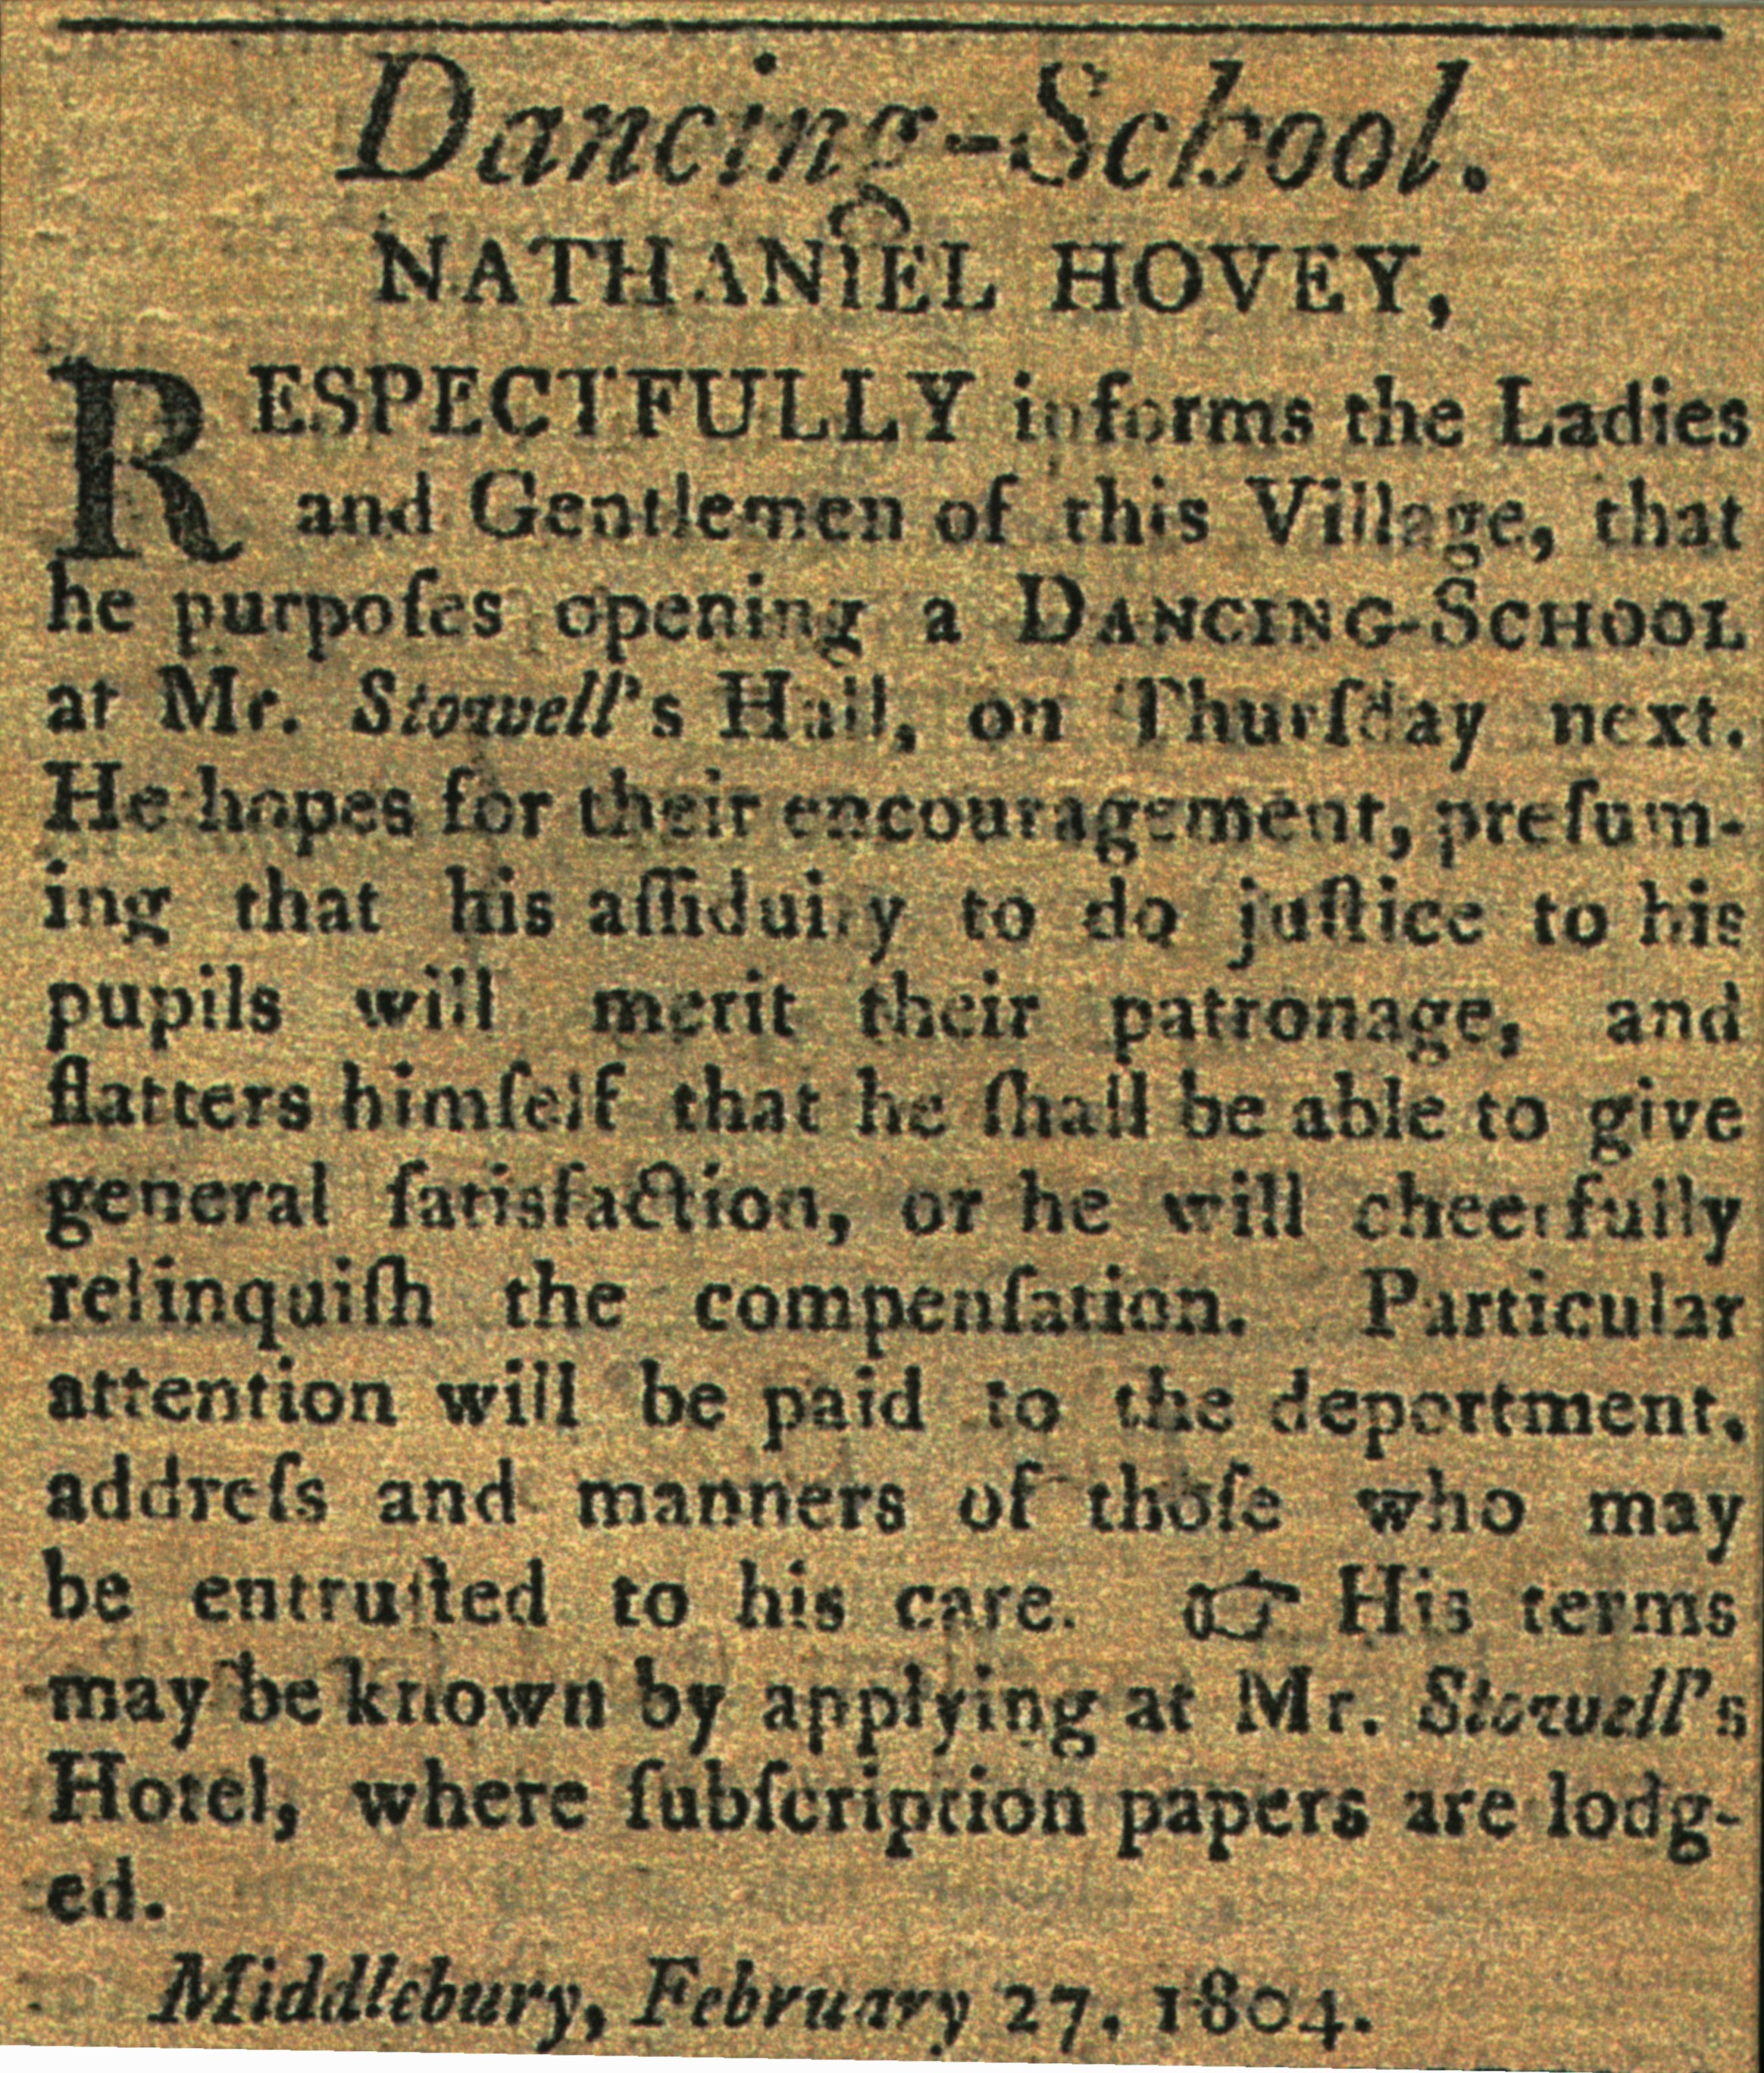 Dancing-School.
NATHANIEL HOVEY,
RESPECTFULLY informs the Ladies
and Gentlemen of this Village, that
he purpoſes opening a DANCING-SCHOOL
at Mr. Stowell's Hall, on Thurſday next.
He hopes for their encouragement, preſum-
ing that his aſſiduity to do juſtice to his
pupils will merit their patronage, and
flatters himſelf that he ſhall be able to give
general ſatisfaction, or he will cheerfully
relinquiſh the compenſation. Particular
attention will be paid to the deportment,
addreſs and manners of thoſe who may
be entruſted to his care. ☞ His terms
may be known by applying at Mr. Stowell's
Hotel, where ſubſcription papers are lodg-
ed.
Middlebury, February 27, 1804.